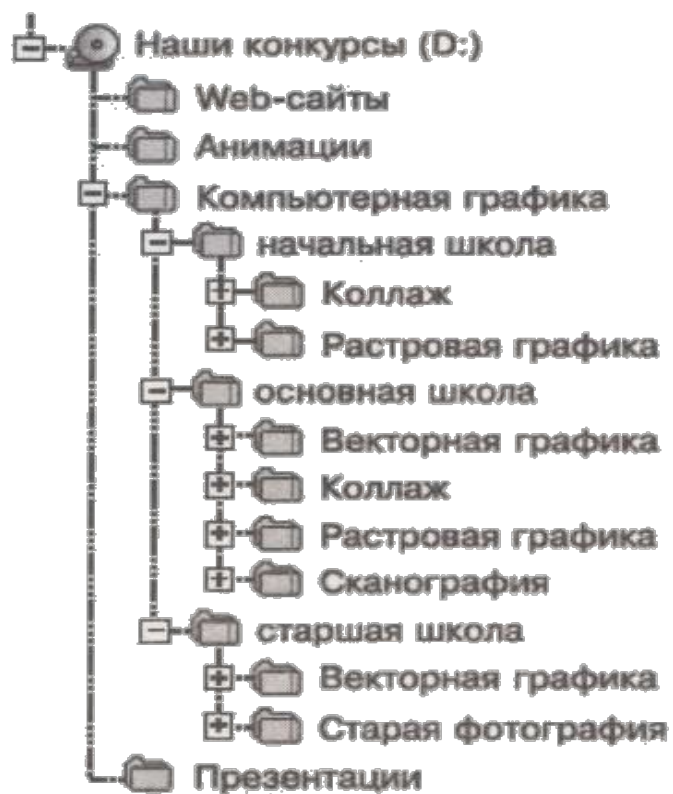 Наши конкурсы (D:)
Web-сайты
Анимации
Компьютерная графика
начальная школа
Коллаж
Растровая графика
основная школа
Векторная графика
Коллаж
Растровая графика
Сканография
старшая школа
Векторная графика
Старая фотография
Презентации